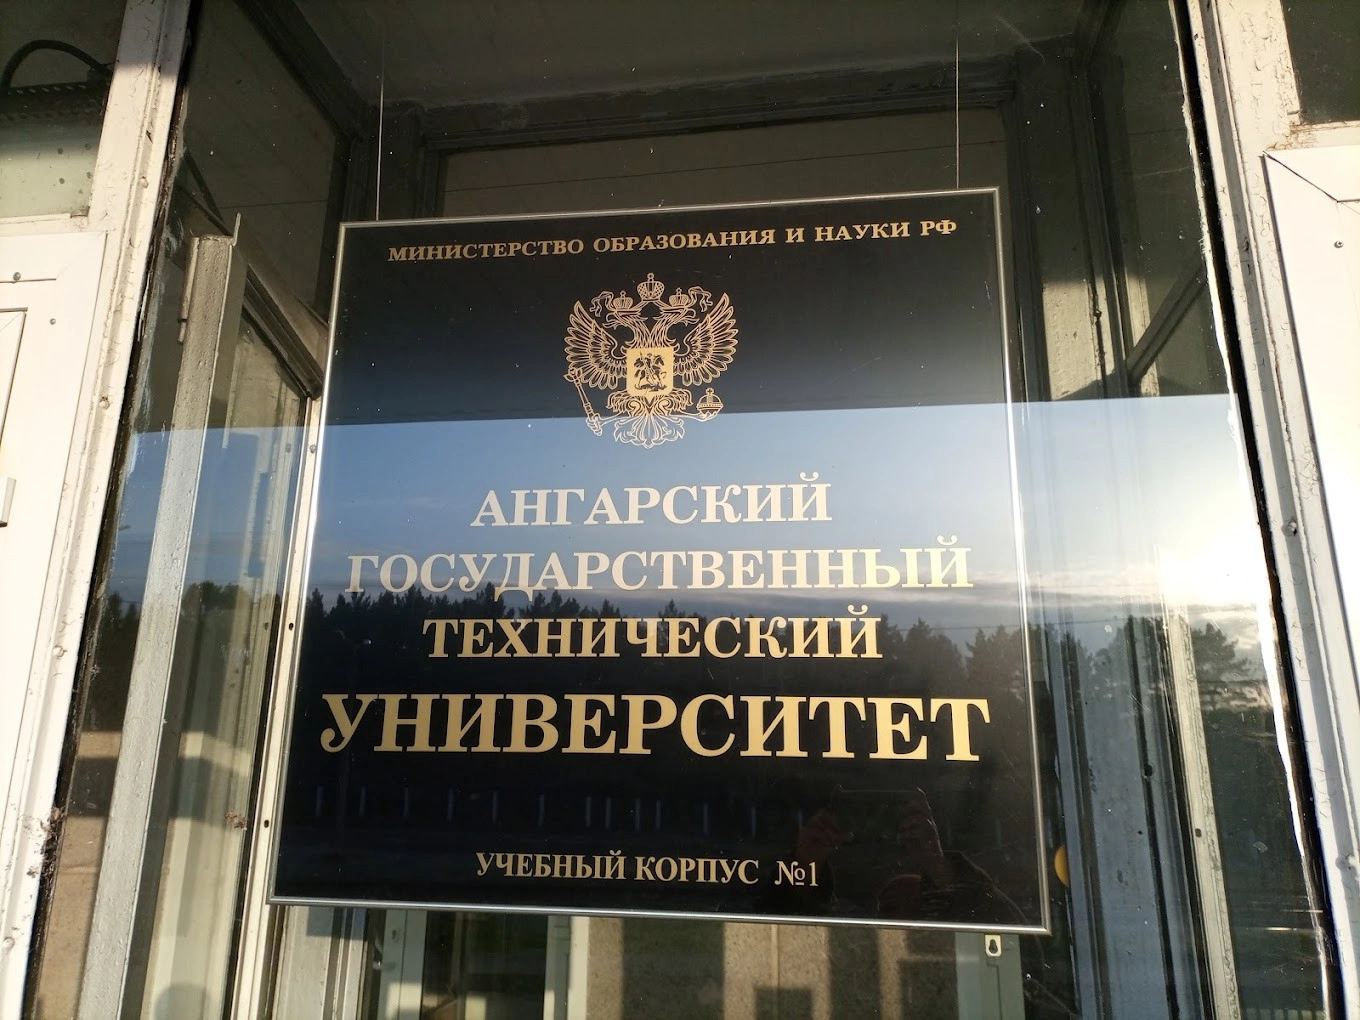 МИНИСТЕРСТВО ОБРАЗОВАНИЯ И НАУКИ РФ
АНГАРСКИЙ
ГОСУДАРСТВЕННЫЙ
ТЕХНИЧЕСКИЙ
УНИВЕРСИТЕТ
УЧЕБНЫЙ КОРПУС №1